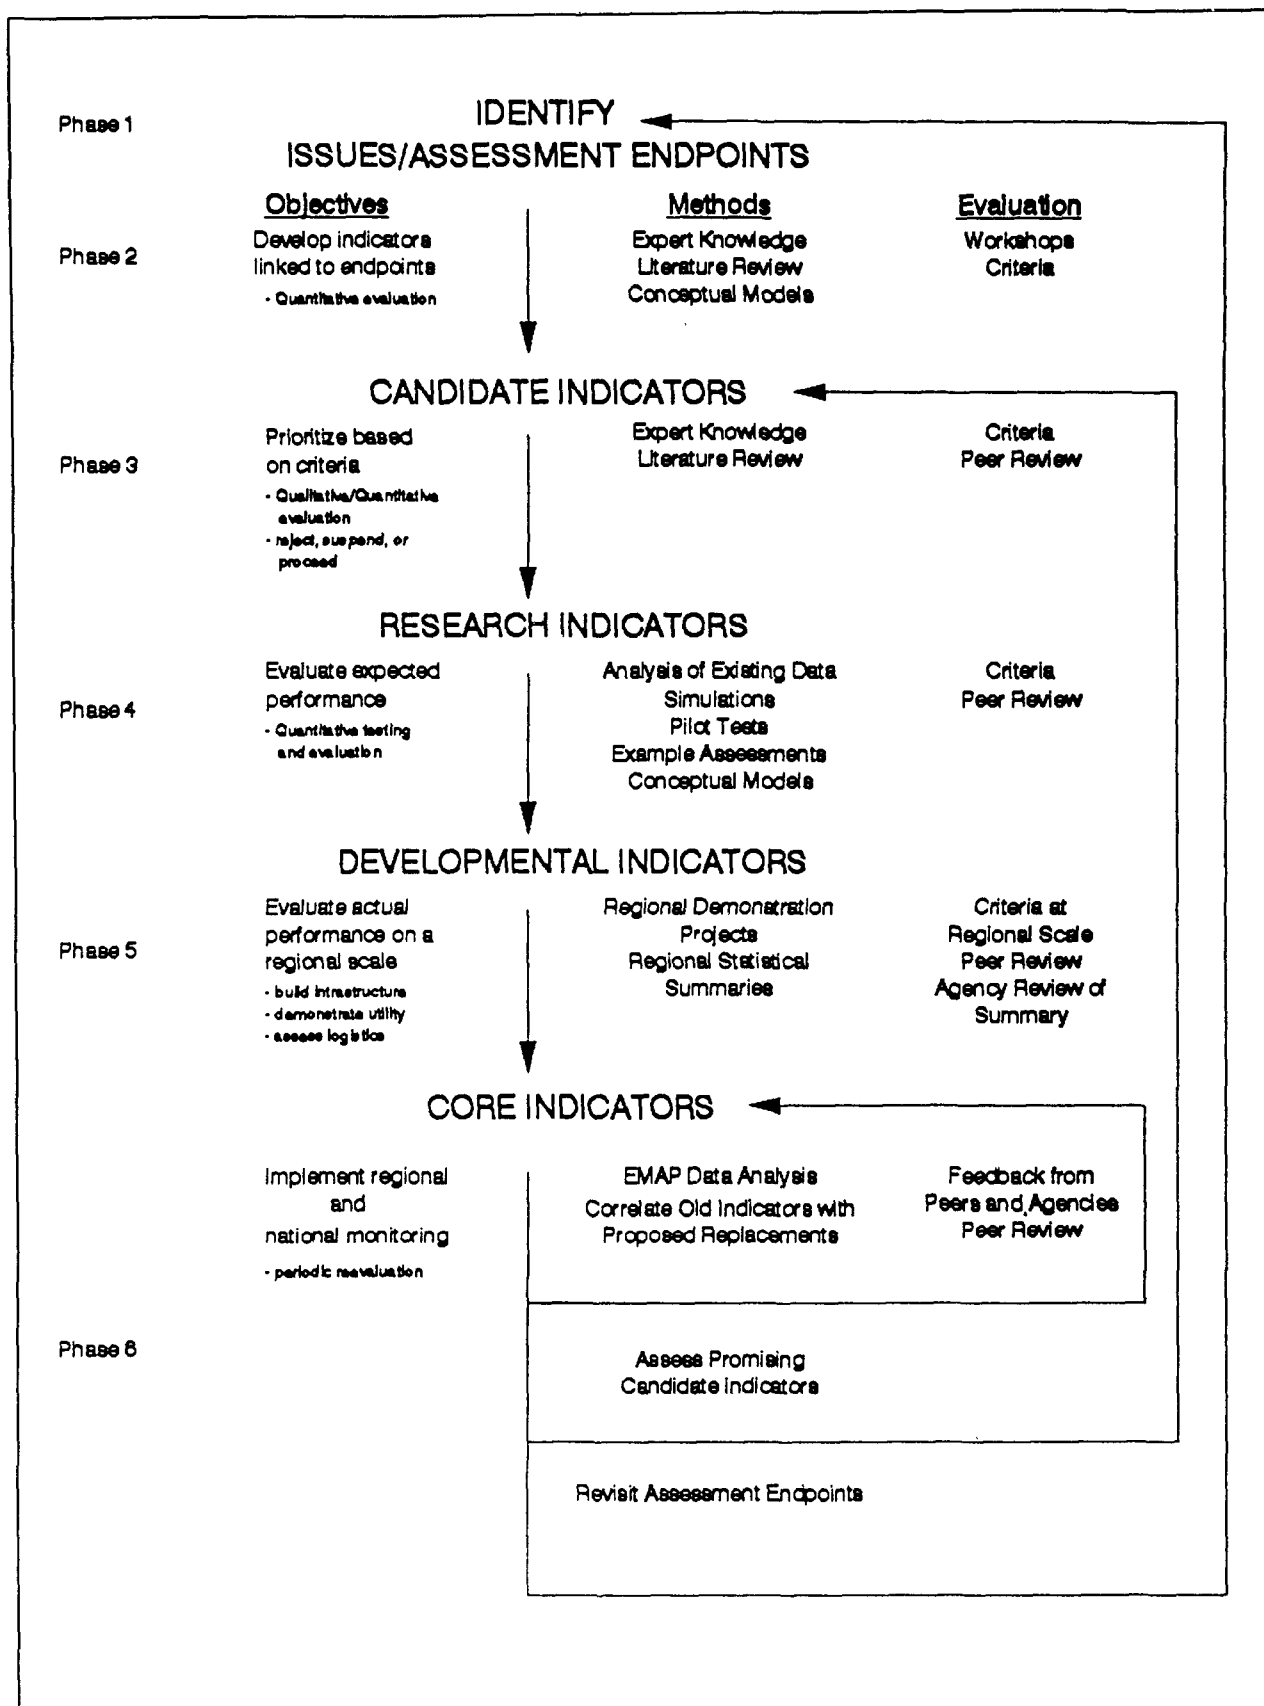 Phase 1
IDENTIFY
ISSUES/ASSESSMENT ENDPOINTS
Objectives
Methods
Evaluation
Phase 2
Develop indicators
linked to endpoints
- Quantitative evaluation
Expert Knowledge
Literature Review
Conceptual Models
Workshops
Criteria
CANDIDATE INDICATORS
Phase 3
Prioritize based
on criteria
- Qualitative/Quantitative
evaluation
- reject, suspend, or
proceed
Expert Knowledge
Literature Review
Criteria
Peer Review
RESEARCH INDICATORS
Phase 4
Evaluate expected
performance
- Quantitative testing
and evaluation
Analysis of Existing Data
Simulations
Pilot Tests
Example Assessments
Conceptual Models
Criteria
Peer Review
DEVELOPMENTAL INDICATORS
Phase 5
Evaluate actual
performance on a
regional scale
- build intrastructure
- demonstrate utility
- assess logistics
Regional Demonstration
Projects
Regional Statistical
Summaries
Criteria at
Regional Scale
Peer Review
Agency Review of
Summary
CORE INDICATORS
Implement regional
and
national monitoring
- periodic reevaluation
EMAP Data Analysis
Correlate Old Indicators with
Proposed Replacements
Feedback from
Peers and Agencies
Peer Review
Phase 6
Assess Promising
Candidate Indicators
Revisit Assessment Endpoints